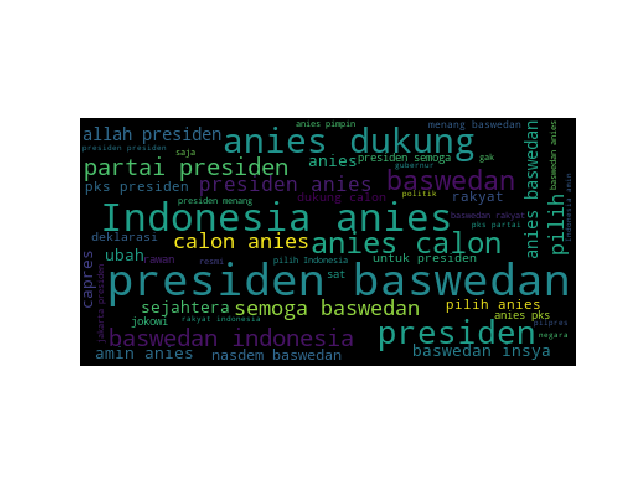 anies pimpin
menang baswedan
allah presiden
anies dukung
presiden presiden
saja
partai presiden
anies
presiden semoga
gak
gubernur
pks presiden
presiden anies
baswedan
dukung calon
politik
rakyat
presiden menang
Indonesia anies
baswedan rakyat
pks partai
anies baswedan
pilih
baswedan anies
deklarasi
calon anies
anies calon
ubah
rawan
resmi
pilih Indonesia
untuk presiden
capres
jakarta presiden
presiden baswedan
sat
sejahtera
semoga baswedan
pilih anies
anies pks
jokowi
rakyat indonesia
pilpres
baswedan indonesia
presiden
negara
amin anies
nasdem baswedan
baswedan insya